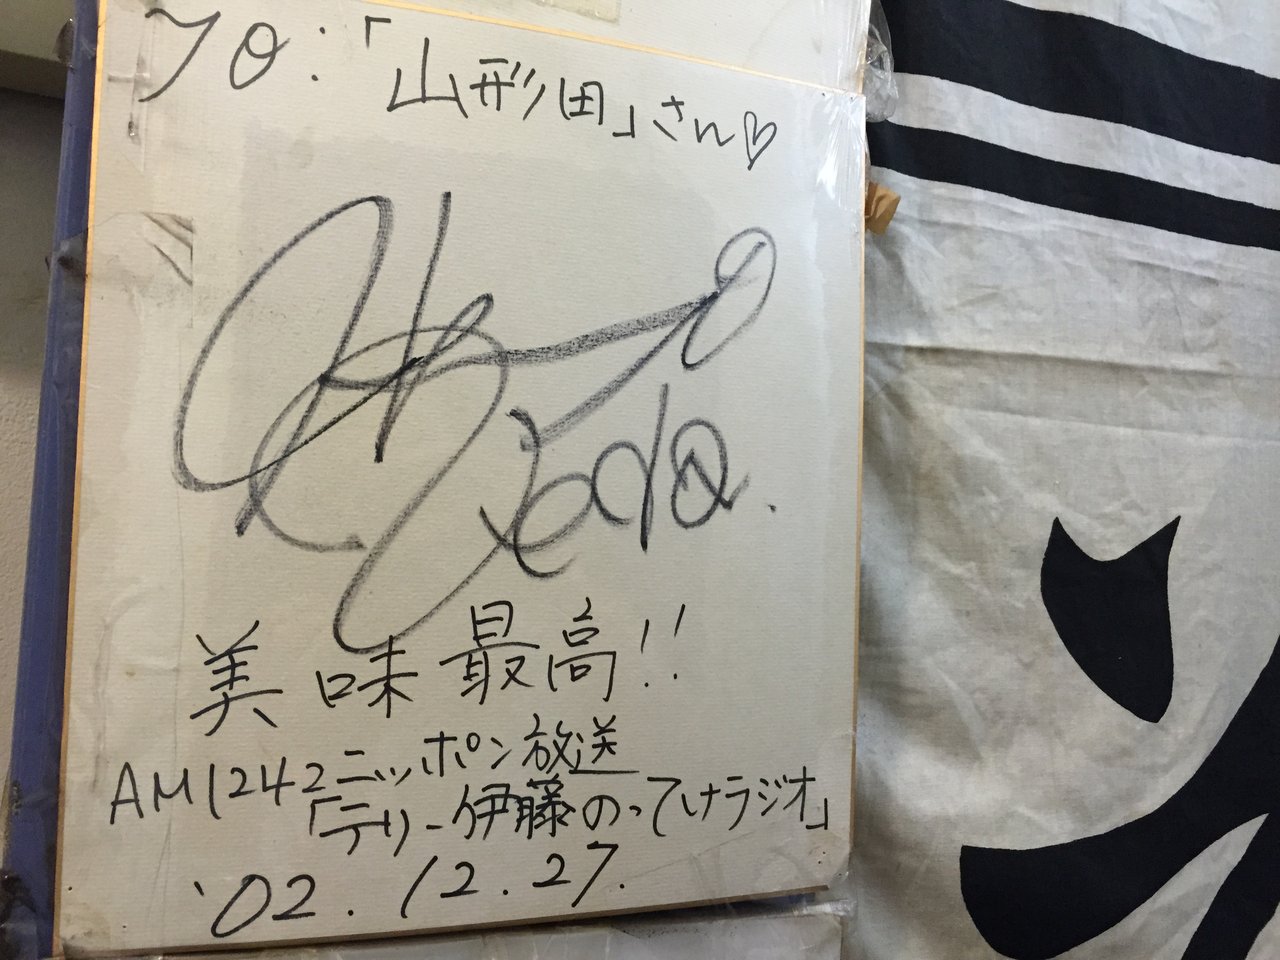 TO:「山形田」さん♡
美味最高!!
AM1242ニッポン放送
「テリー伊藤のってけラジオ」
'02.12.27.